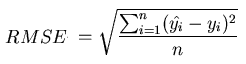 RMSE = \sqrt{\frac{\sum_{i=1}^{n}(\hat{y_i} - y_i)^2}{n}}